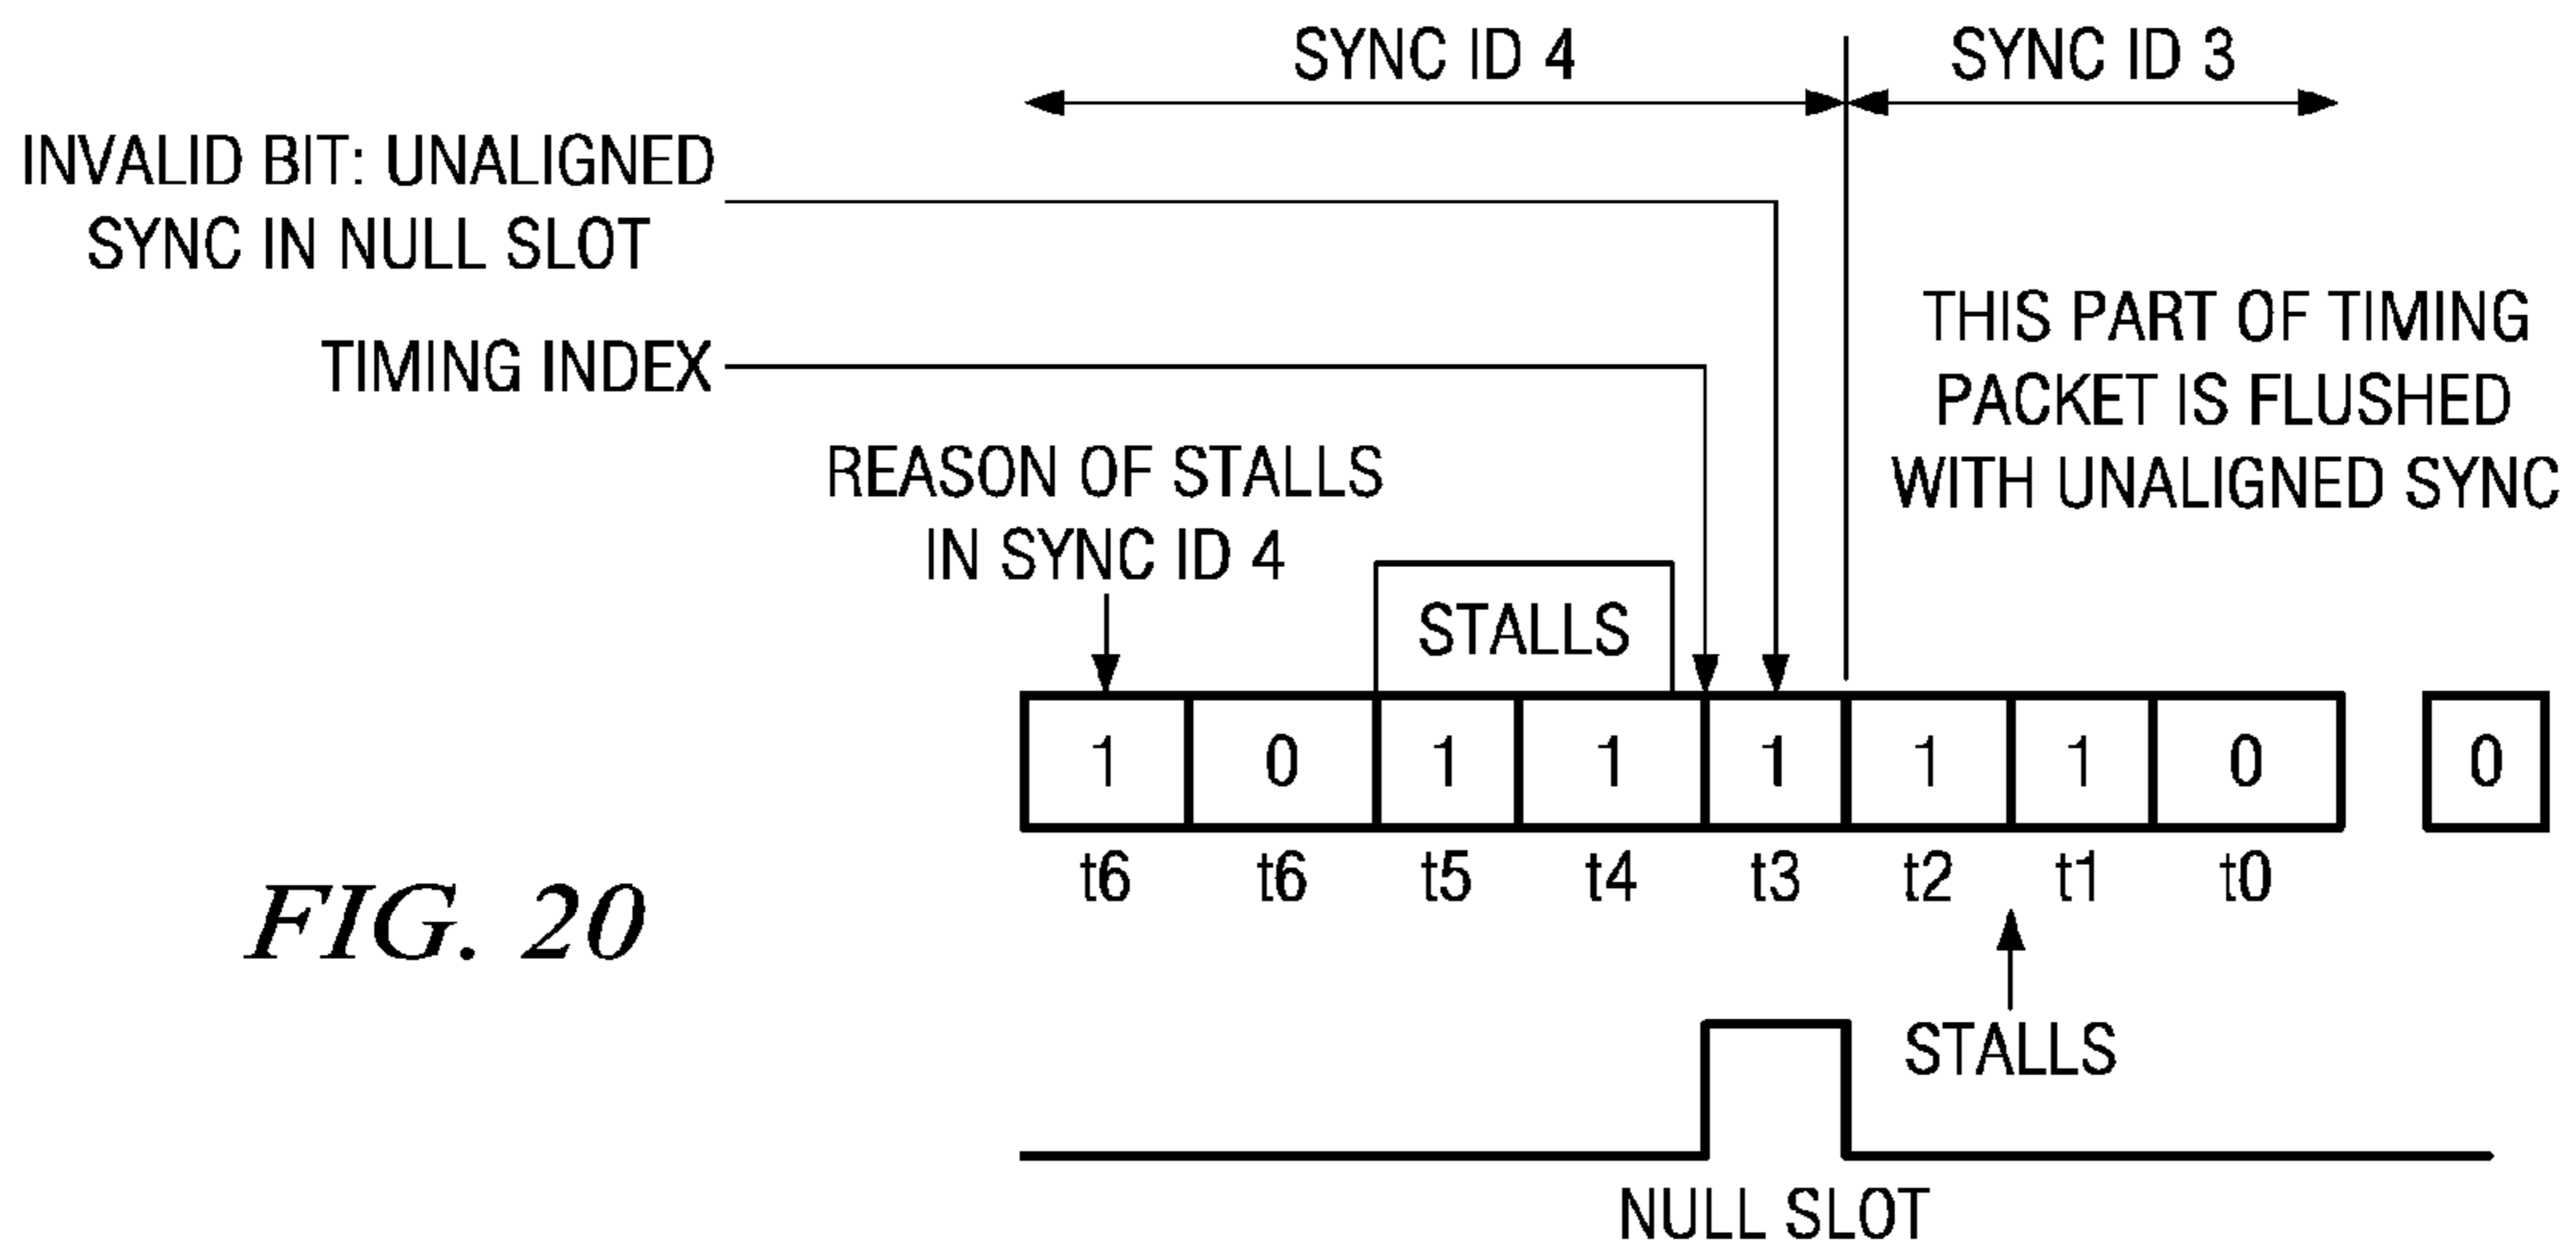 SYNC ID 4 SYNC ID 3
INVALID BIT: UNALIGNED
SYNC IN NULL SLOT
TIMING INDEX
THIS PART OF TIMING
PACKET IS FLUSHED
WITH UNALIGNED SYNC
REASON OF STALLS
IN SYNC ID 4
STALLS
1 0 1 1 1 1 1 0 0
t6 t6 t5 t4 t3 t2 t1 t0
FIG. 20
STALLS
NULL SLOT